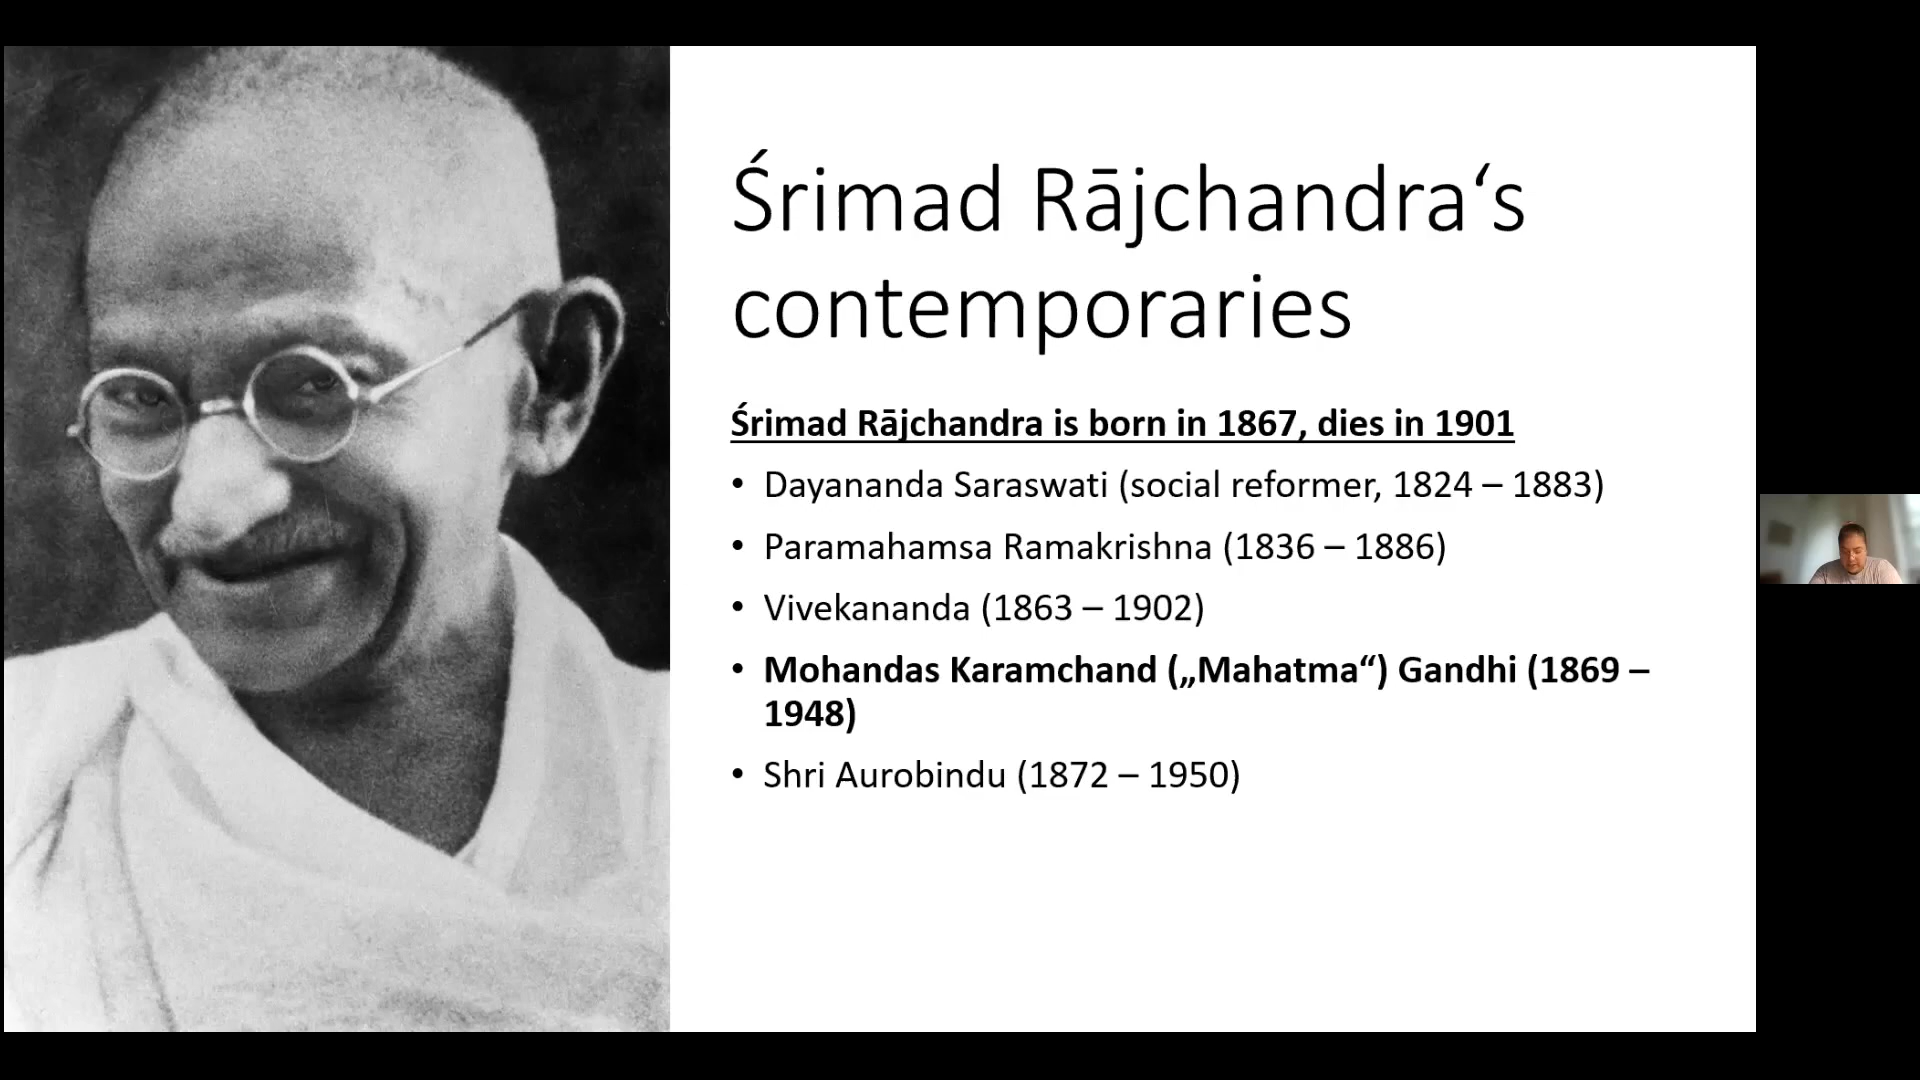 Śrimad Rājchandra‘s
contemporaries
Śrimad Rājchandra is born in 1867, dies in 1901
• Dayananda Saraswati (social reformer, 1824 – 1883)
• Paramahamsa Ramakrishna (1836 – 1886)
• Vivekananda (1863 – 1902)
• Mohandas Karamchand („Mahatma“) Gandhi (1869 –
1948)
• Shri Aurobindu (1872 – 1950)